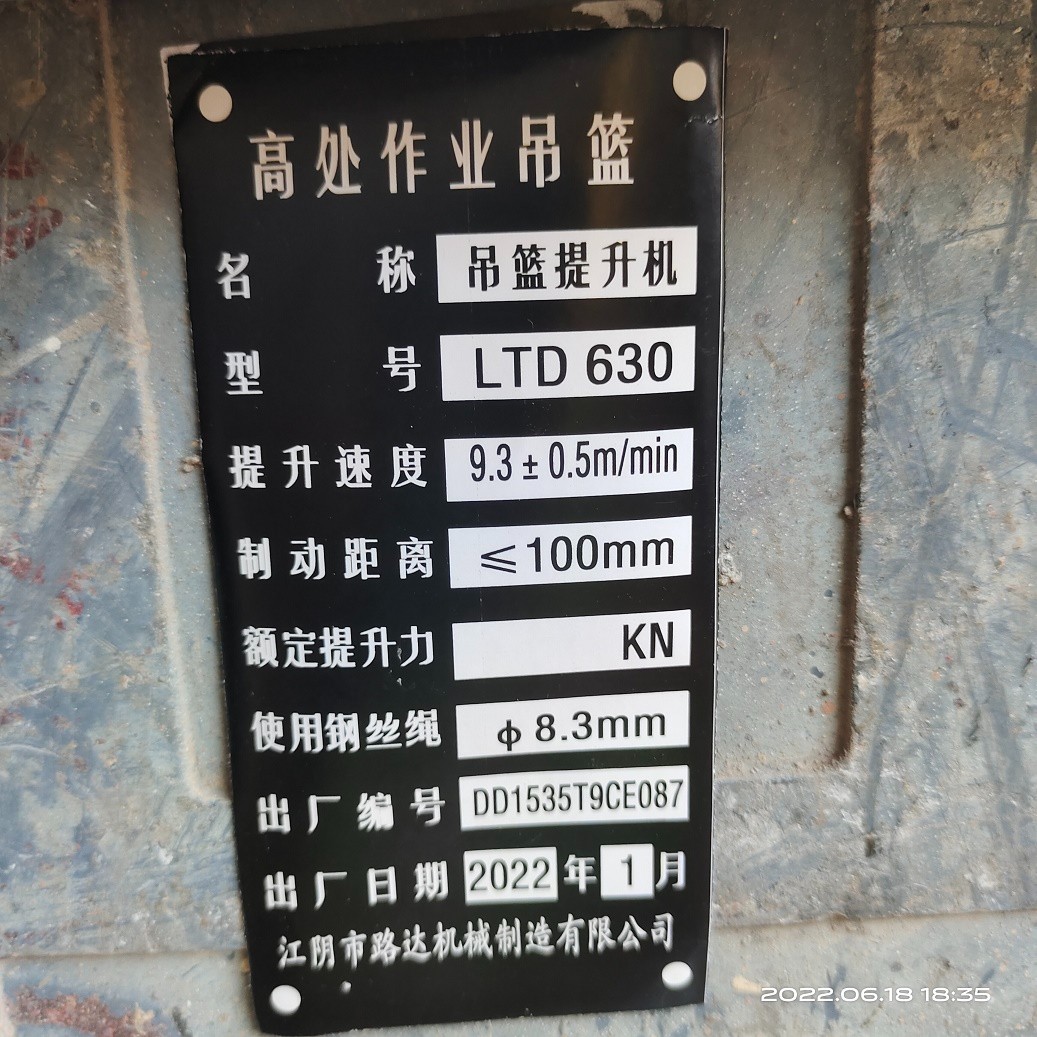 高处作业吊篮
名称 吊篮提升机
型号 LTD 630
提升速度 9.3±0.5m/min
制动距离 ≤100mm
额定提升力 KN
使用钢丝绳 φ8.3mm
出厂编号 DD1535T9CE087
出厂日期 2022年1月
江阴市路达机械制造有限公司
2022.06.18 18:35